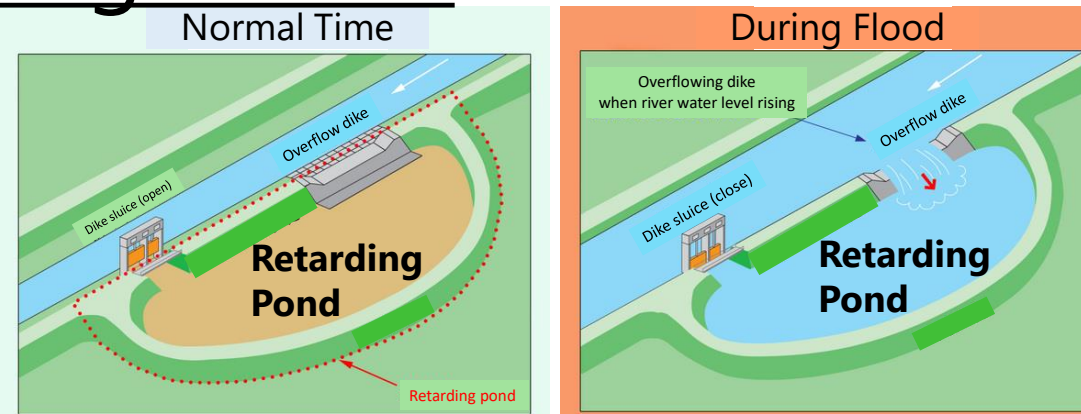 Normal Time
Overflow dike
Dike sluice (open)
Retarding
Pond
Retarding pond
During Flood
Overflowing dike
when river water level rising
Overflow dike
Dike sluice (close)
Retarding
Pond